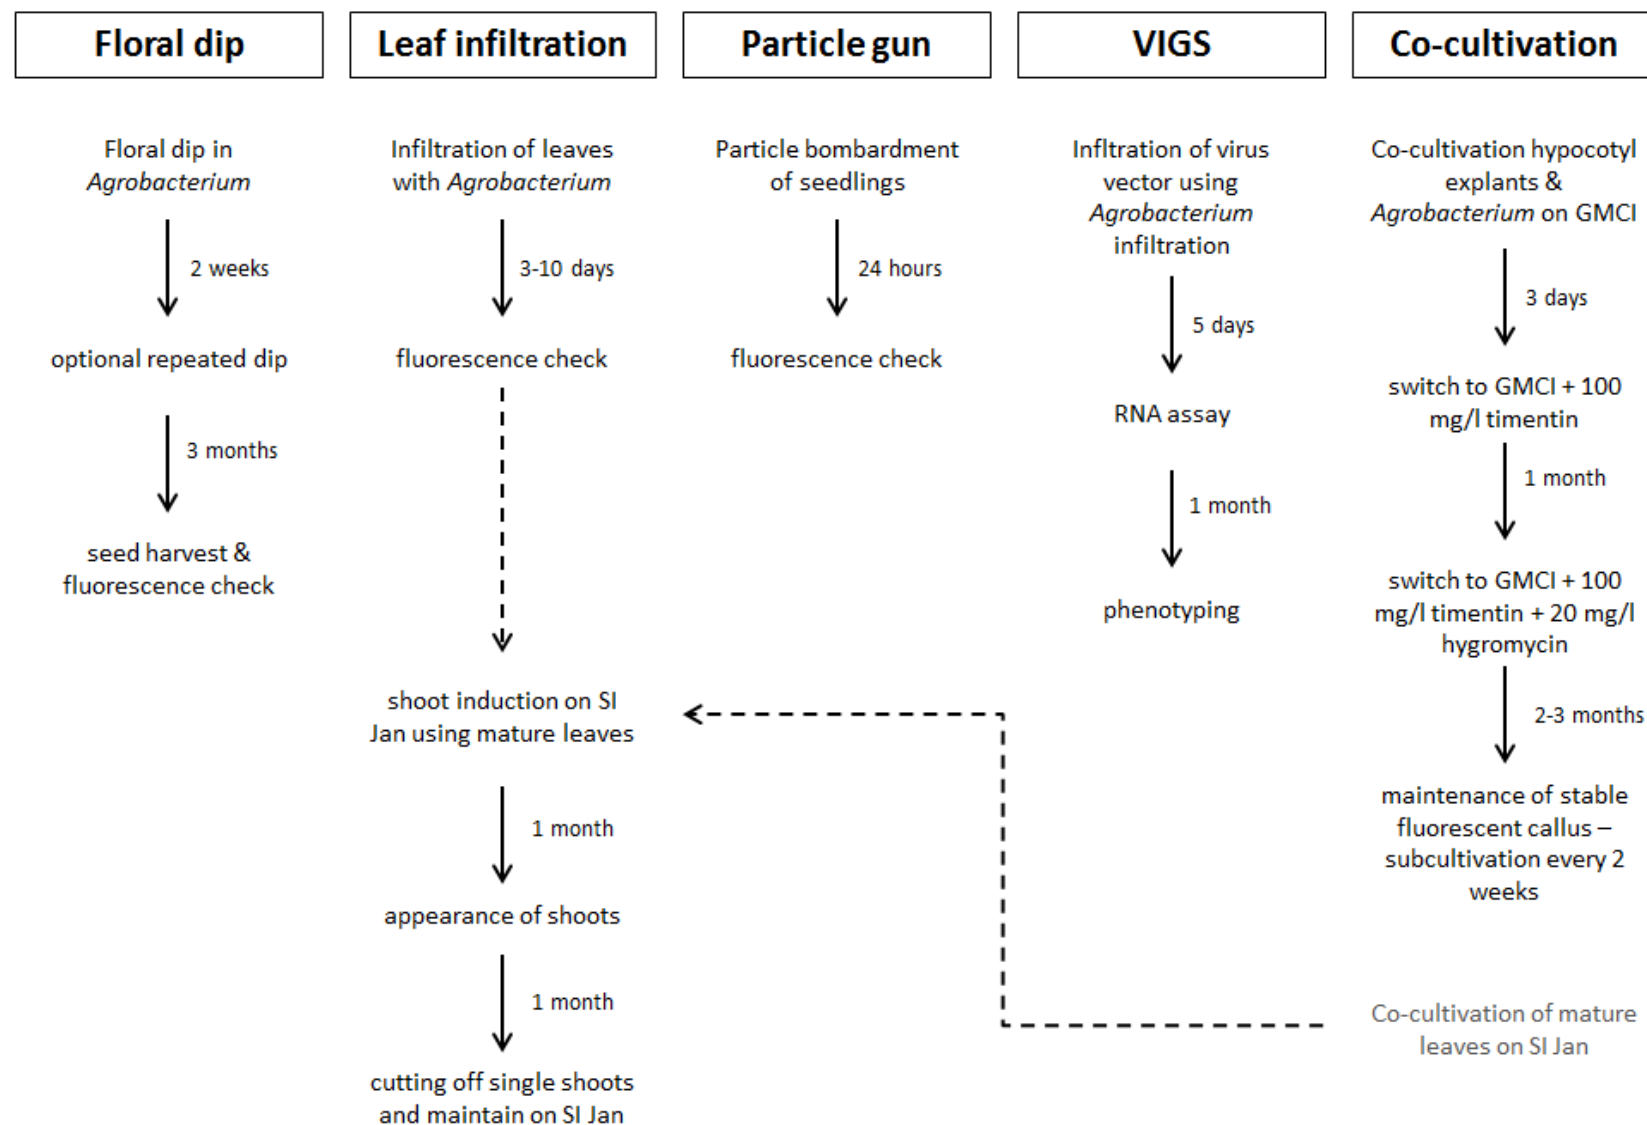 Floral dip
Floral dip in
Agrobacterium
2 weeks
optional repeated dip
3 months
seed harvest &
fluorescence check
Leaf infiltration
Infiltration of leaves
with Agrobacterium
3-10 days
fluorescence check
shoot induction on SI
Jan using mature leaves
1 month
appearance of shoots
1 month
cutting off single shoots
and maintain on SI Jan
Particle gun
Particle bombardment
of seedlings
24 hours
fluorescence check
VIGS
Infltration of virus
vector using
Agrobacterium
infiltration
5 days
RNA assay
1 month
phenotyping
Co-cultivation
Co-cultivation hypocotyl
explants &
Agrobacterium on GMCI
3 days
switch to GMCI + 100
mg/l timentin
1 month
switch to GMCI + 100
mg/l timentin + 20 mg/l
hygromycin
2-3 months
maintenance of stable
fluorescent callus –
subcultivation every 2
weeks
Co-cultivation of mature
leaves on SI Jan